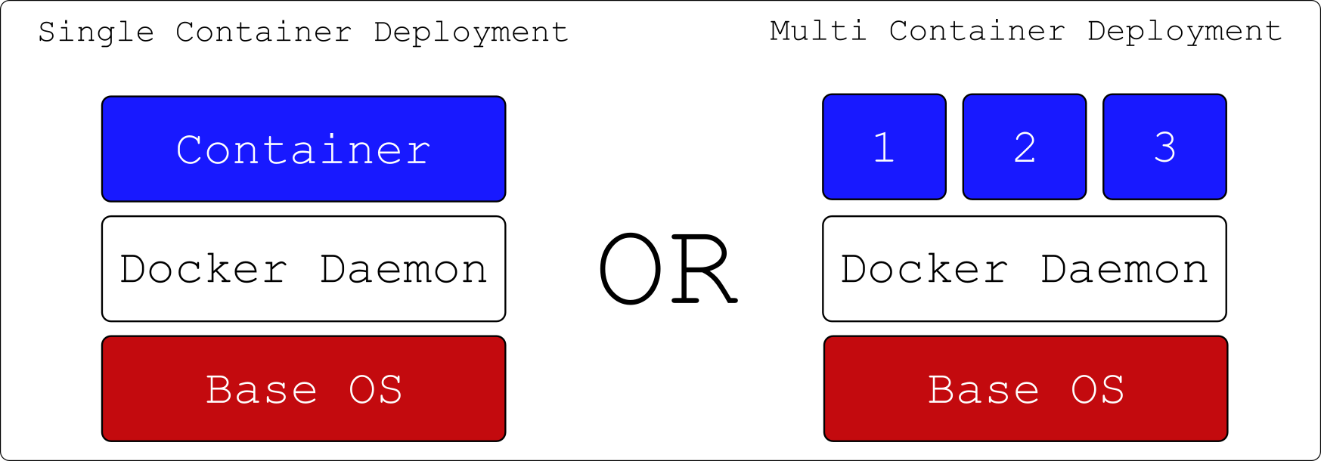 Single Container Deployment
Container
Docker Daemon
Base OS
OR
Multi Container Deployment
1 2 3
Docker Daemon
Base OS